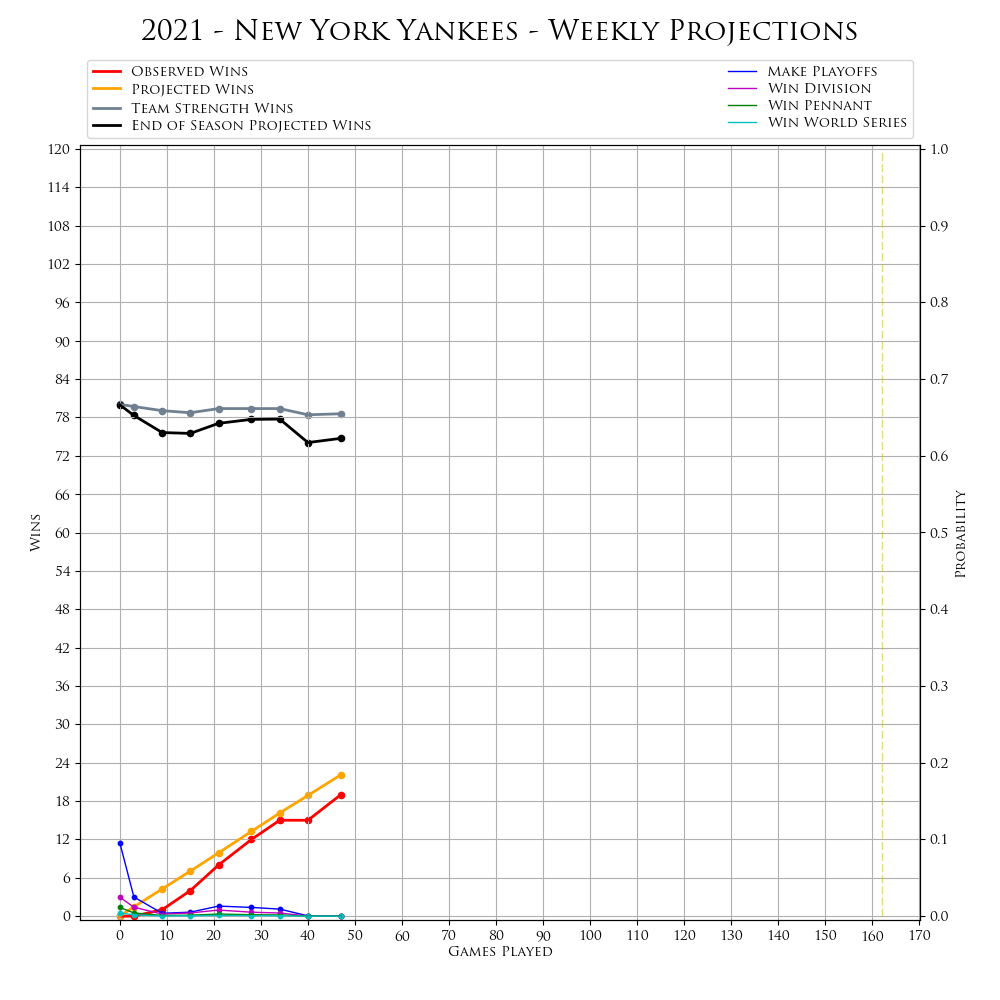 2021 - New York Yankees - Weekly Projections
Observed Wins
Projected Wins
Team Strength Wins
End of Season Projected Wins
Make Playoffs
Win Division
Win Pennant
Win World Series
120
114
108
102
96
90
84
78
72
66
60
54
48
42
36
30
24
18
12
6
0
Wins
1.0
0.9
0.8
0.7
0.6
0.5
0.4
0.3
0.2
0.1
0.0
Probability
0 10 20 30 40 50 60 70 80 90 100 110 120 130 140 150 160 170
Games Played